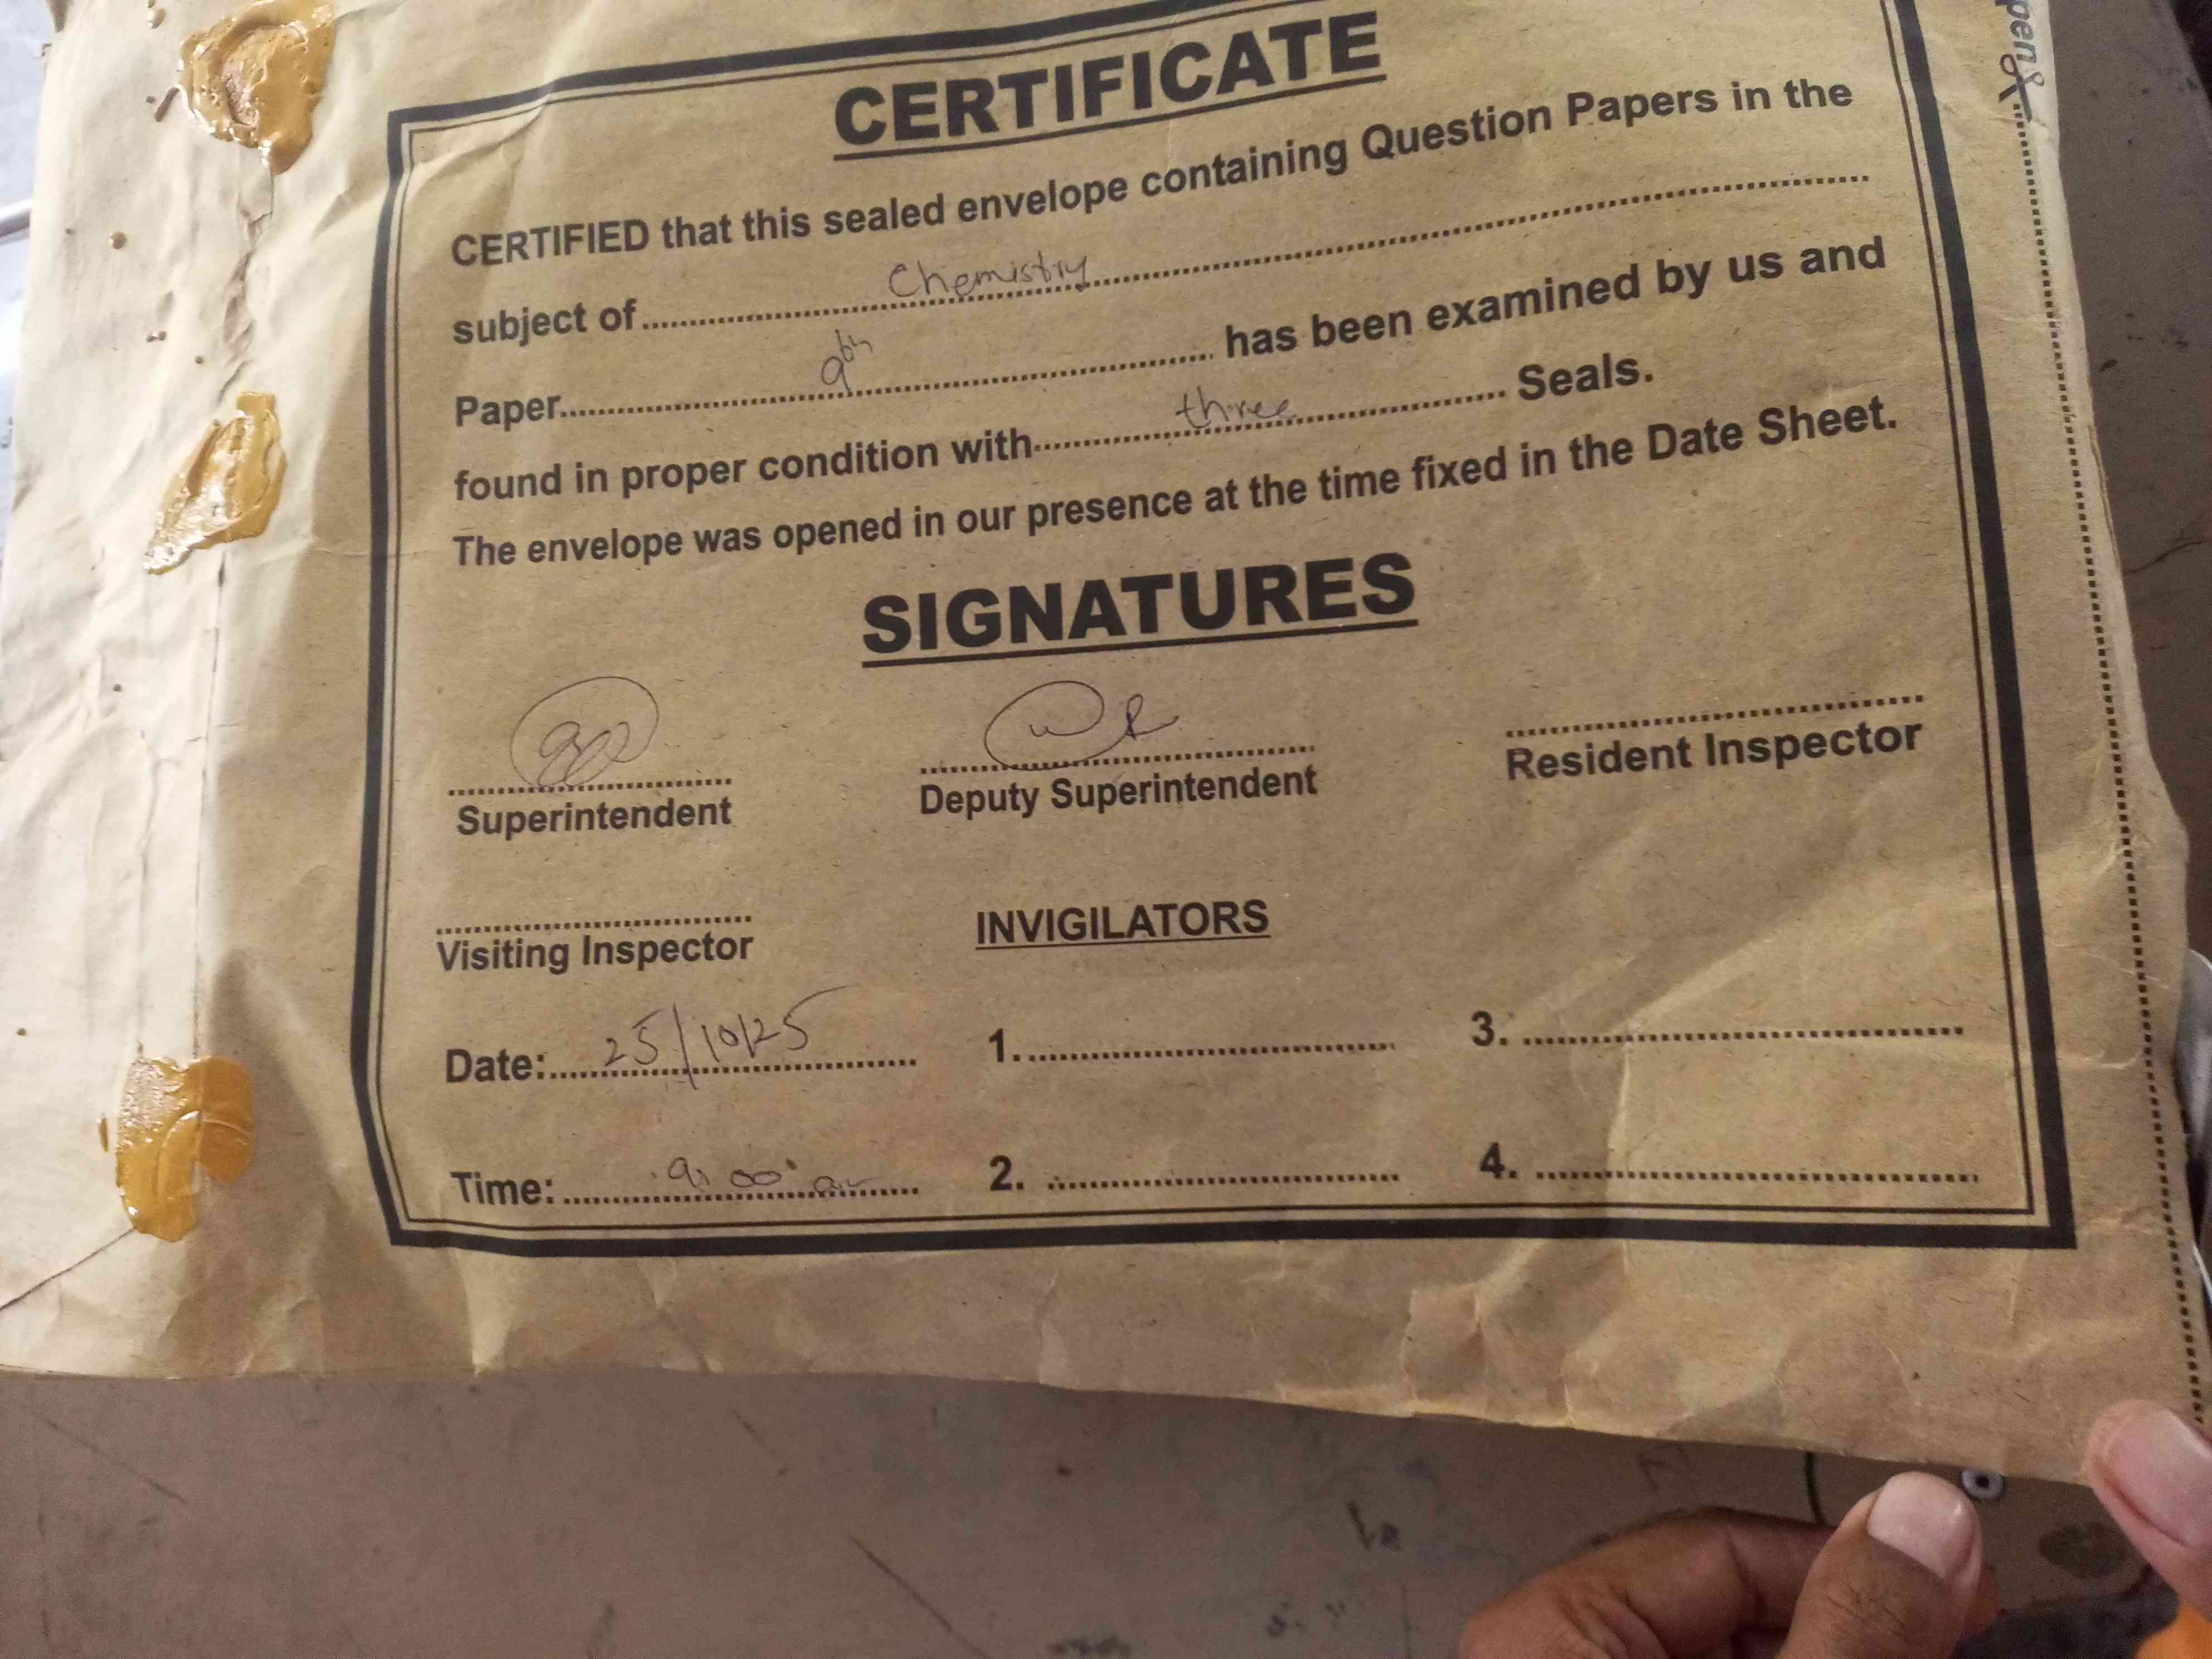 CERTIFICATE
CERTIFIED that this sealed envelope containing Question Papers in the
subject of Chemistry
Paper 9th has been examined by us and
found in proper condition with three Seals.
The envelope was opened in our presence at the time fixed in the Date Sheet.
SIGNATURES
Superintendent Deputy Superintendent Resident Inspector
Visiting Inspector INVIGILATORS
Date: 25/10/25 1. 3.
Time: 9:00 am 2. 4.